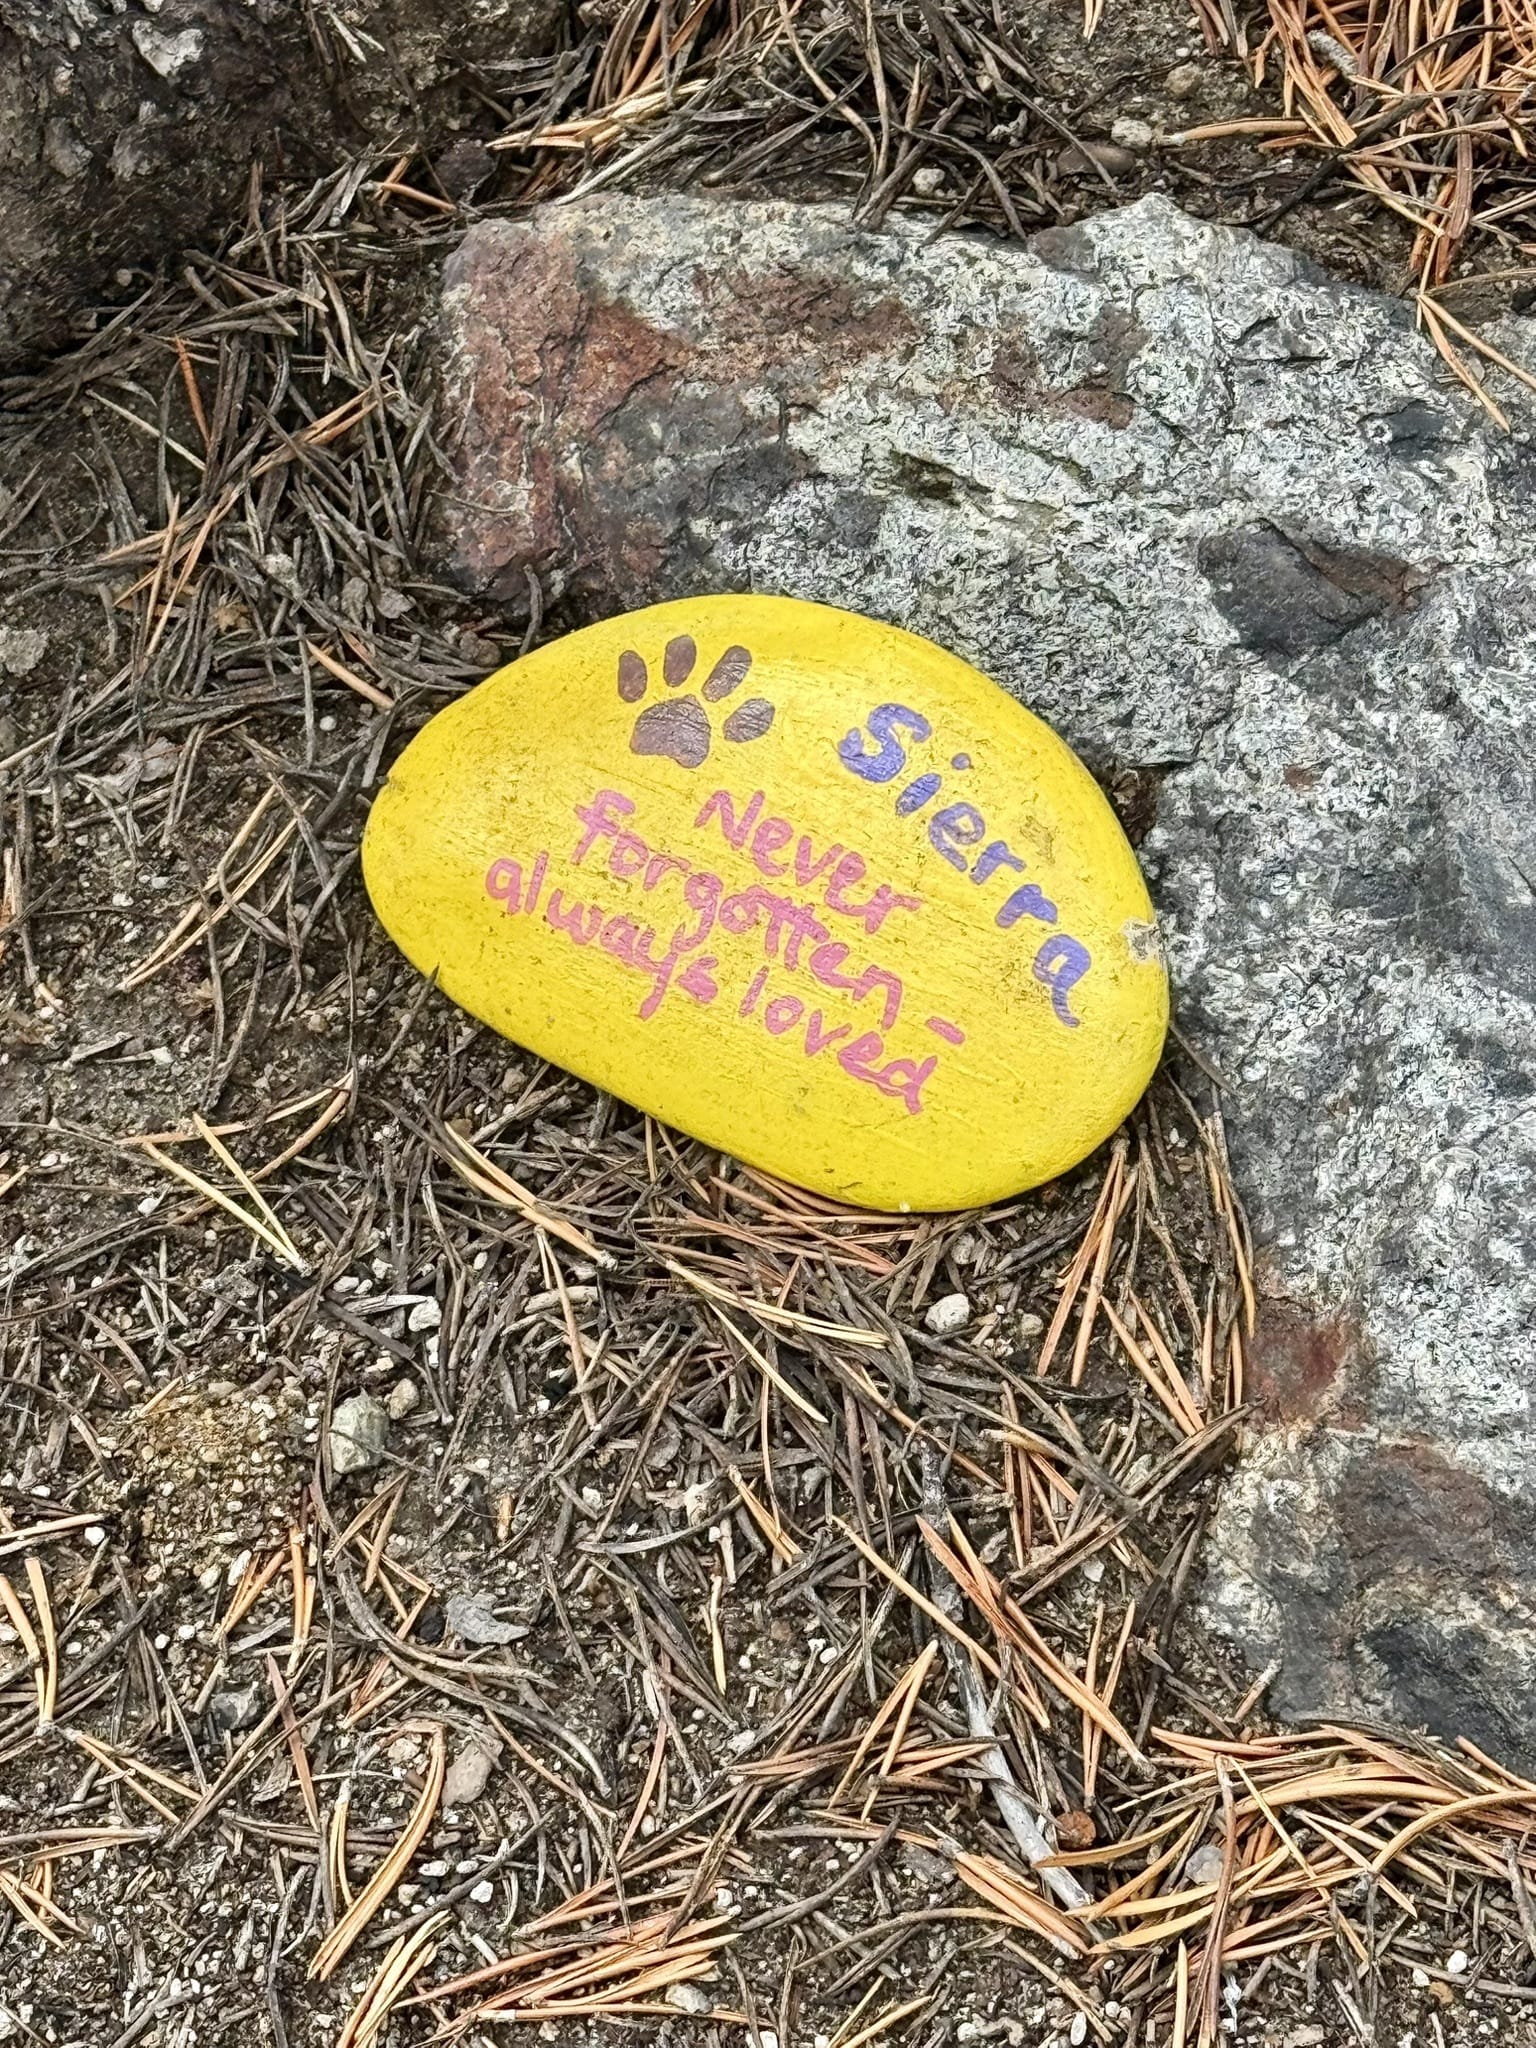 Sierra
Never
forgotten -
always loved